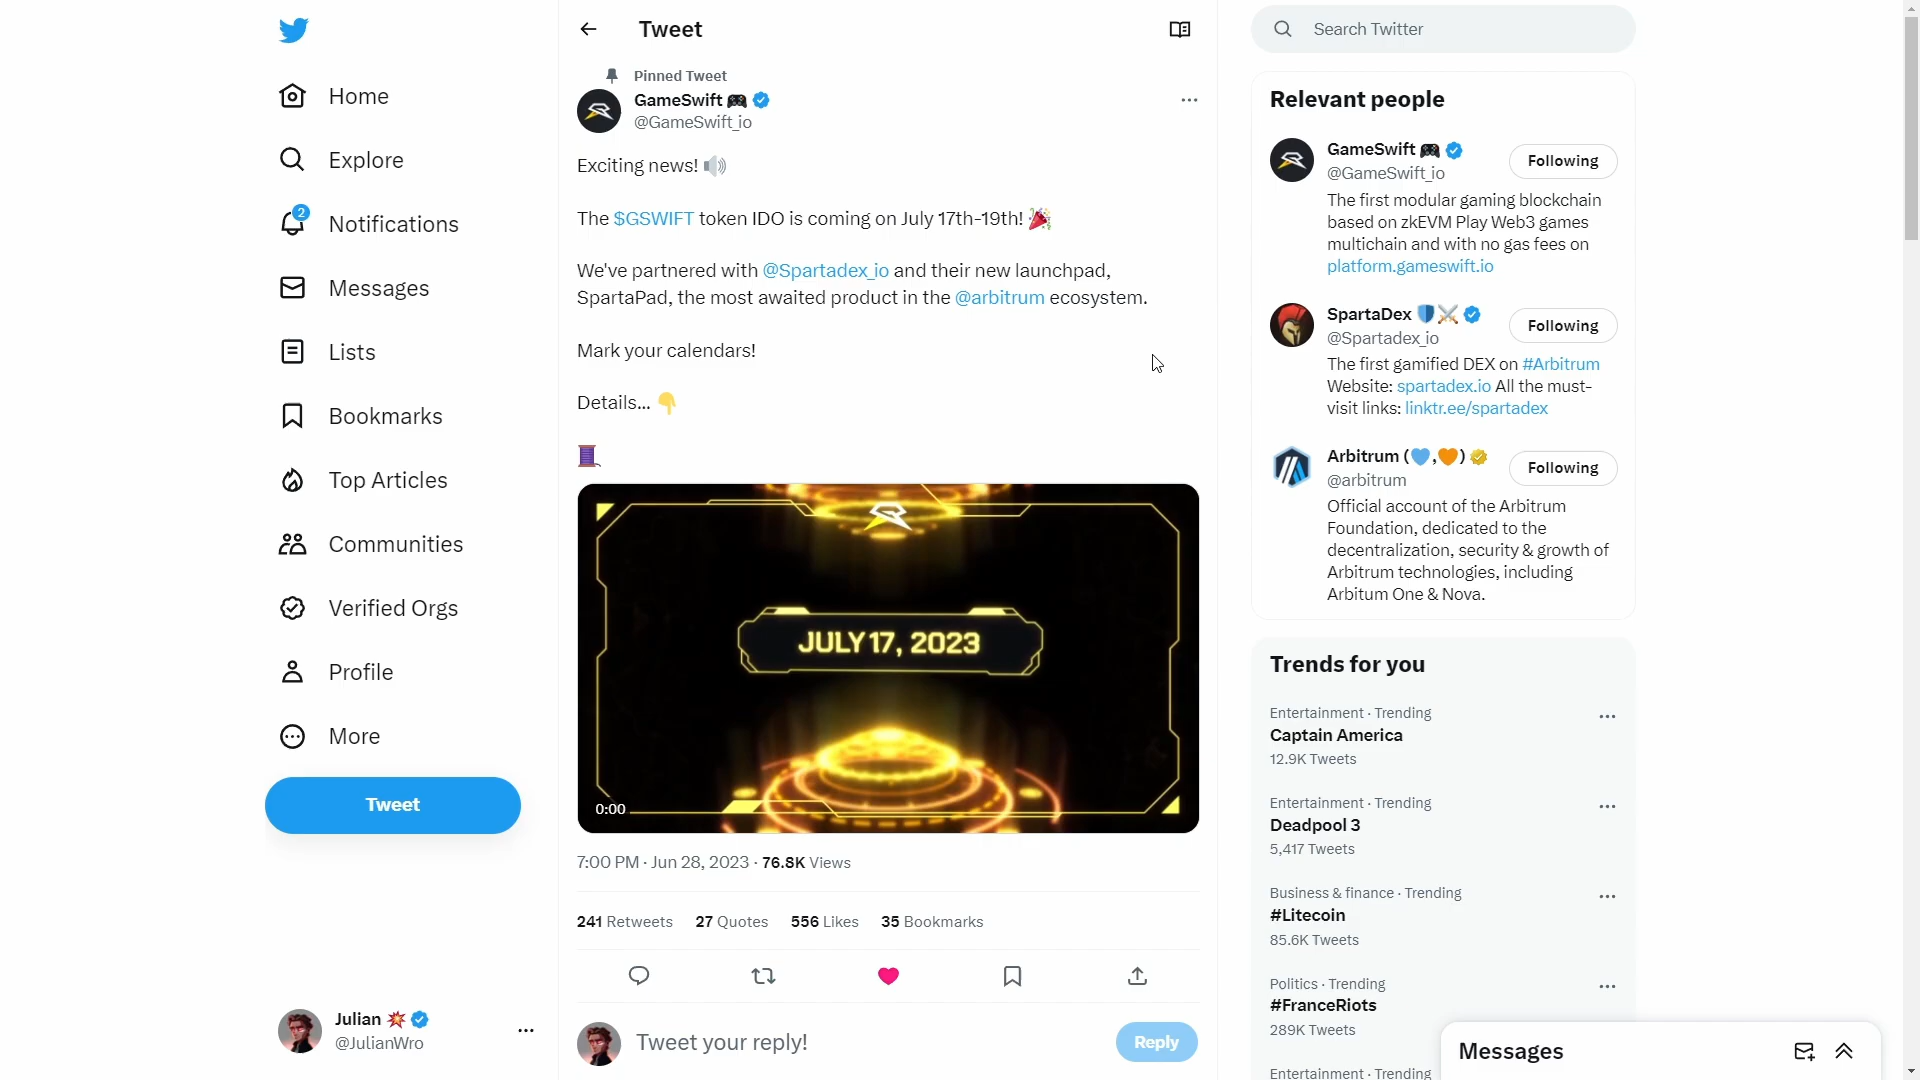 Home
Explore
2
Notifications
Messages
Lists
Bookmarks
Top Articles
Communities
Verified Orgs
Profile
More
Tweet
Julian
@JulianWro
Tweet
Pinned Tweet
GameSwift
@GameSwift_io
Exciting news!
The $GSWIFT token IDO is coming on July 17th-19th!
We've partnered with @Spartadex_io and their new launchpad,
SpartaPad, the most awaited product in the @arbitrum ecosystem.
Mark your calendars!
Details...
JULY 17, 2023
0:00
7:00 PM · Jun 28, 2023 · 76.8K Views
241 Retweets 27 Quotes 556 Likes 35 Bookmarks
Tweet your reply!
Reply
Search Twitter
Relevant people
GameSwift
@GameSwift_io
Following
The first modular gaming blockchain
based on zkEVM Play Web3 games
multichain and with no gas fees on
platform.gameswift.io
SpartaDex
@Spartadex_io
Following
The first gamified DEX on #Arbitrum
Website: spartadex.io All the must-
visit links: linktr.ee/spartadex
Arbitrum (💙,🧡)
@arbitrum
Following
Official account of the Arbitrum
Foundation, dedicated to the
decentralization, security & growth of
Arbitrum technologies, including
Arbitum One & Nova.
Trends for you
Entertainment · Trending
Captain America
12.9K Tweets
Entertainment · Trending
Deadpool 3
5,417 Tweets
Business & finance · Trending
#Litecoin
85.6K Tweets
Politics · Trending
#FranceRiots
289K Tweets
Entertainment · Trending
Messages